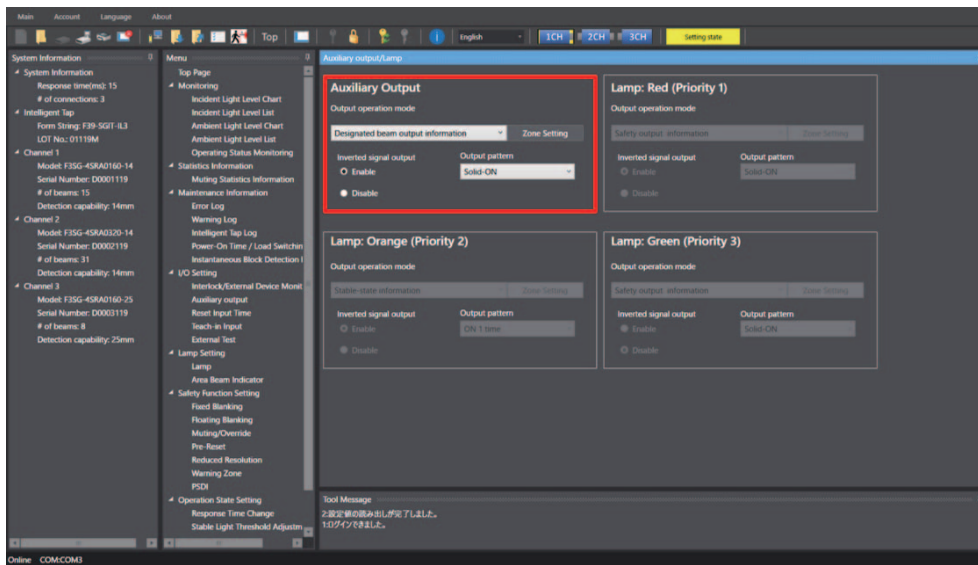 Main Account Language About
Top English 1CH 2CH 3CH Setting state
System Information
System Information
Response time(ms): 15
# of connections: 3
Intelligent Tap
Form String: F39-SGIT-IL3
LOT No.: 01119M
Channel 1
Model: F3SG-4SRA0160-14
Serial Number: D0001119
# of beams: 15
Detection capability: 14mm
Channel 2
Model: F3SG-4SRA0320-14
Serial Number: D0002119
# of beams: 31
Detection capability: 14mm
Channel 3
Model: F3SG-4SRA0160-25
Serial Number: D0003119
# of beams: 8
Detection capability: 25mm
Menu
Top Page
Monitoring
Incident Light Level Chart
Incident Light Level List
Ambient Light Level Chart
Ambient Light Level List
Operating Status Monitoring
Statistics Information
Muting Statistics Information
Maintenance Information
Error Log
Warning Log
Intelligent Tap Log
Power-On Time / Load Switchin
Instantaneous Block Detection I
I/O Setting
Interlock/External Device Monit
Auxiliary output
Reset Input Time
Teach-in Input
External Test
Lamp Setting
Lamp
Area Beam Indicator
Safety Function Setting
Fixed Blanking
Floating Blanking
Muting/Override
Pre-Reset
Reduced Resolution
Warning Zone
PSDI
Operation State Setting
Response Time Change
Stable Light Threshold Adjustm
Auxiliary output/Lamp
Auxiliary Output
Output operation mode
Designated beam output information Zone Setting
Inverted signal output Output pattern
Enable Solid-ON
Disable
Lamp: Red (Priority 1)
Output operation mode
Safety output information Zone Setting
Inverted signal output Output pattern
Enable Solid-ON
Disable
Lamp: Orange (Priority 2)
Output operation mode
Stable-state information Zone Setting
Inverted signal output Output pattern
Enable ON 1 time
Disable
Lamp: Green (Priority 3)
Output operation mode
Safety output information Zone Setting
Inverted signal output Output pattern
Enable Solid-ON
Disable
Tool Message
2:設定値の読み出しが完了しました。
1:ログインできました。
Online COM:COM3